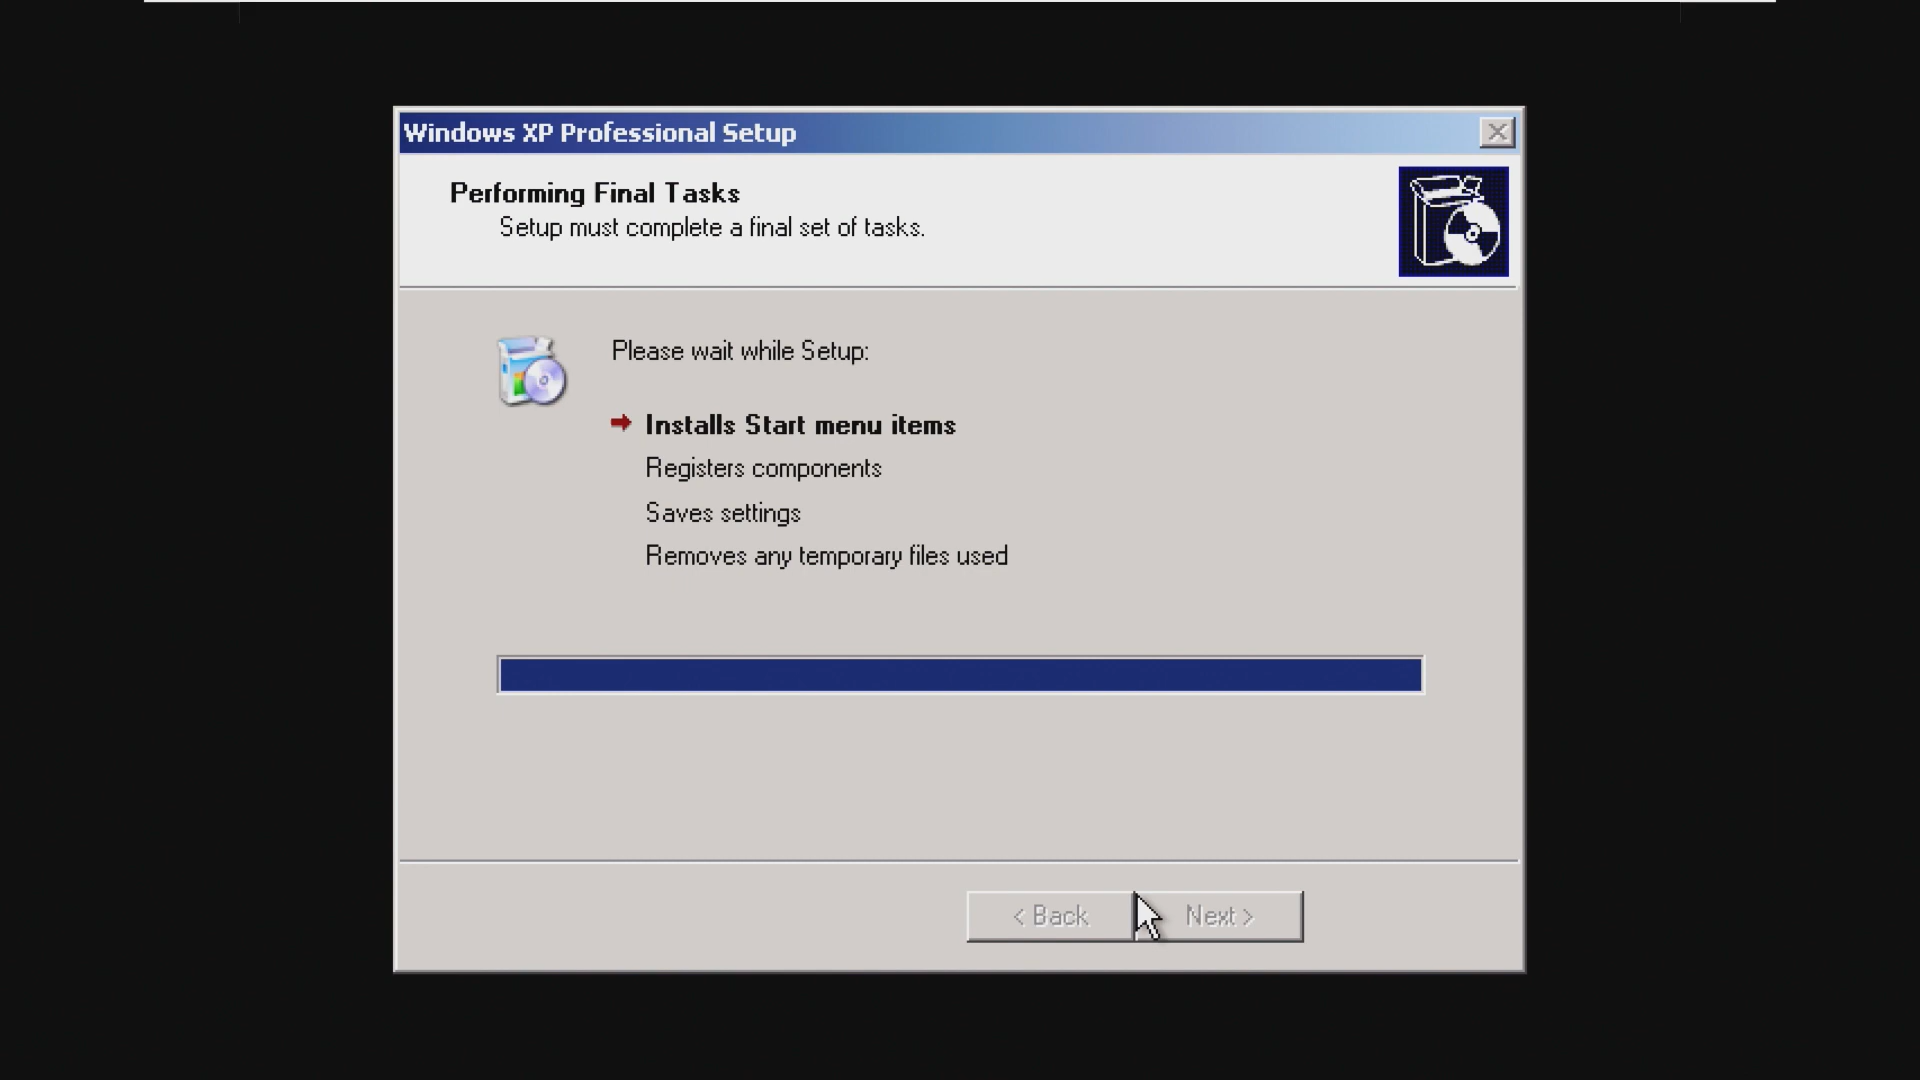 Windows XP Professional Setup
Performing Final Tasks
Setup must complete a final set of tasks.
Please wait while Setup:
Installs Start menu items
Registers components
Saves settings
Removes any temporary files used
< Back
Next >